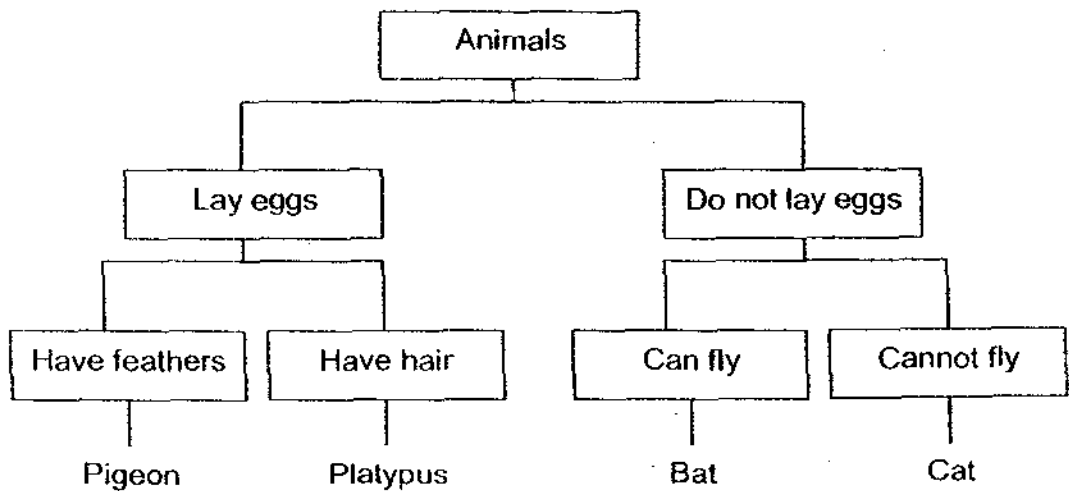 Animals
Lay eggs
Do not lay eggs
Have feathers
Have hair
Can fly
Cannot fly
Pigeon
Platypus
Bat
Cat